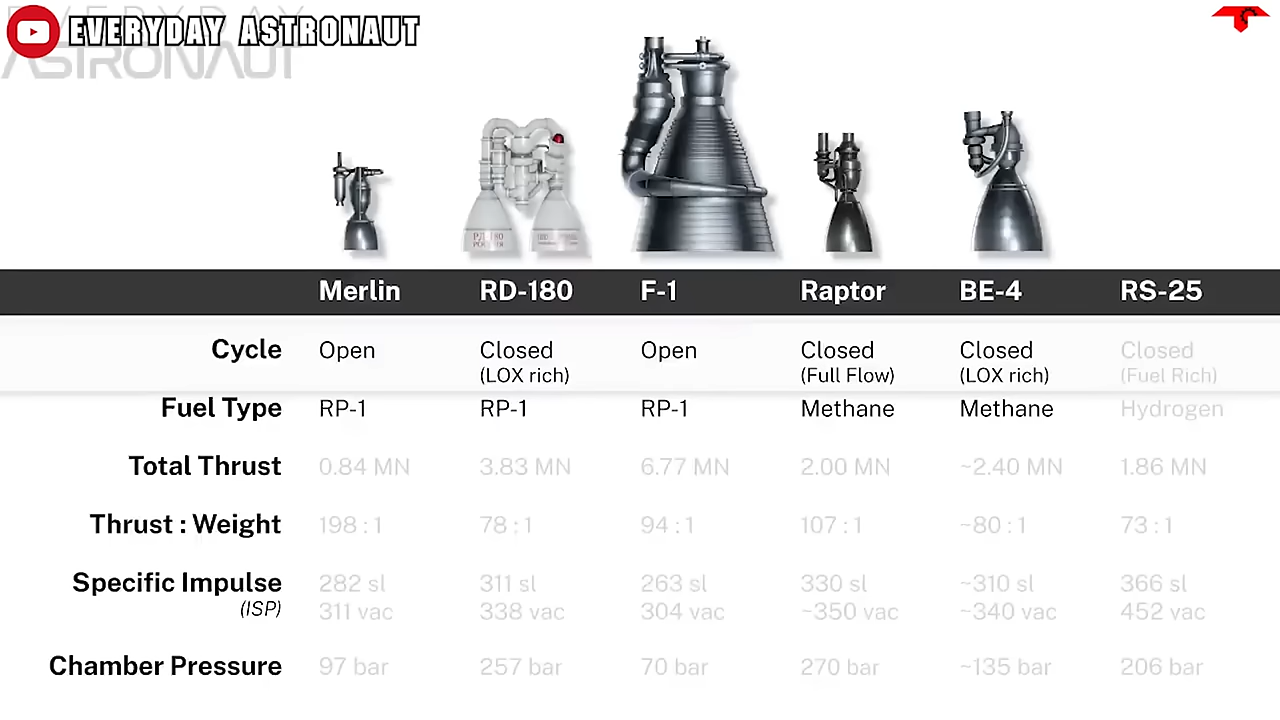 EVERYDAY ASTRONAUT
EVERYDAY
ASTRONAUT
РД-180
РОССИЯ
Merlin RD-180 F-1 Raptor BE-4 RS-25
Cycle Open Closed Open Closed Closed Closed
(LOX rich) (Full Flow) (LOX rich) (Fuel Rich)
Fuel Type RP-1 RP-1 RP-1 Methane Methane Hydrogen
Total Thrust 0.84 MN 3.83 MN 6.77 MN 2.00 MN ~2.40 MN 1.86 MN
Thrust : Weight 198 : 1 78 : 1 94 : 1 107 : 1 ~80 : 1 73 : 1
Specific Impulse 282 sl 311 sl 263 sl 330 sl ~310 sl 366 sl
(ISP) 311 vac 338 vac 304 vac ~350 vac ~340 vac 452 vac
Chamber Pressure 97 bar 257 bar 70 bar 270 bar ~135 bar 206 bar